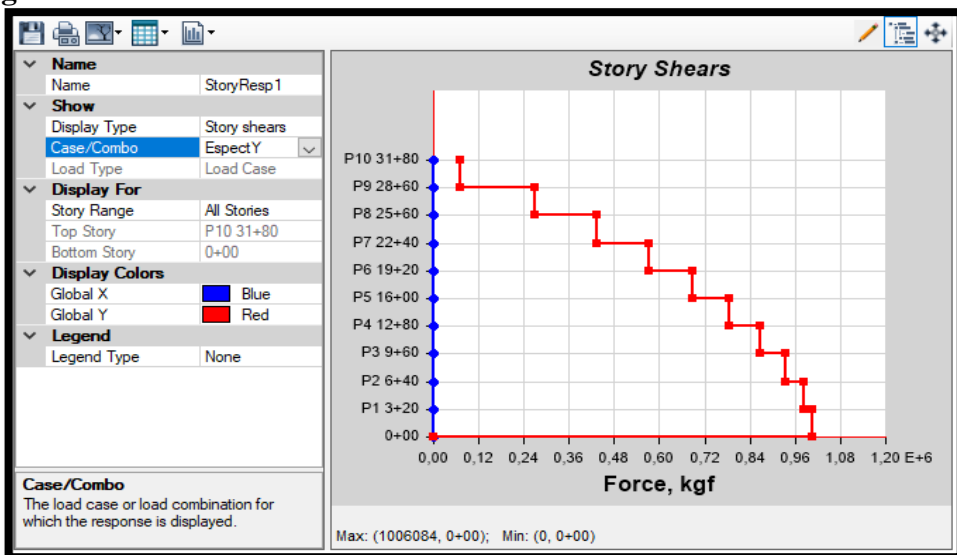 Name
Name StoryResp1
Show
Display Type Story shears
Case/Combo EspectY
Load Type Load Case
Display For
Story Range All Stories
Top Story P10 31+80
Bottom Story 0+00
Display Colors
Global X Blue
Global Y Red
Legend
Legend Type None
Case/Combo
The load case or load combination for
which the response is displayed.
Story Shears
P10 31+80
P9 28+60
P8 25+60
P7 22+40
P6 19+20
P5 16+00
P4 12+80
P3 9+60
P2 6+40
P1 3+20
0+00
0,00 0,12 0,24 0,36 0,48 0,60 0,72 0,84 0,96 1,08 1,20 E+6
Force, kgf
Max: (1006084, 0+00); Min: (0, 0+00)